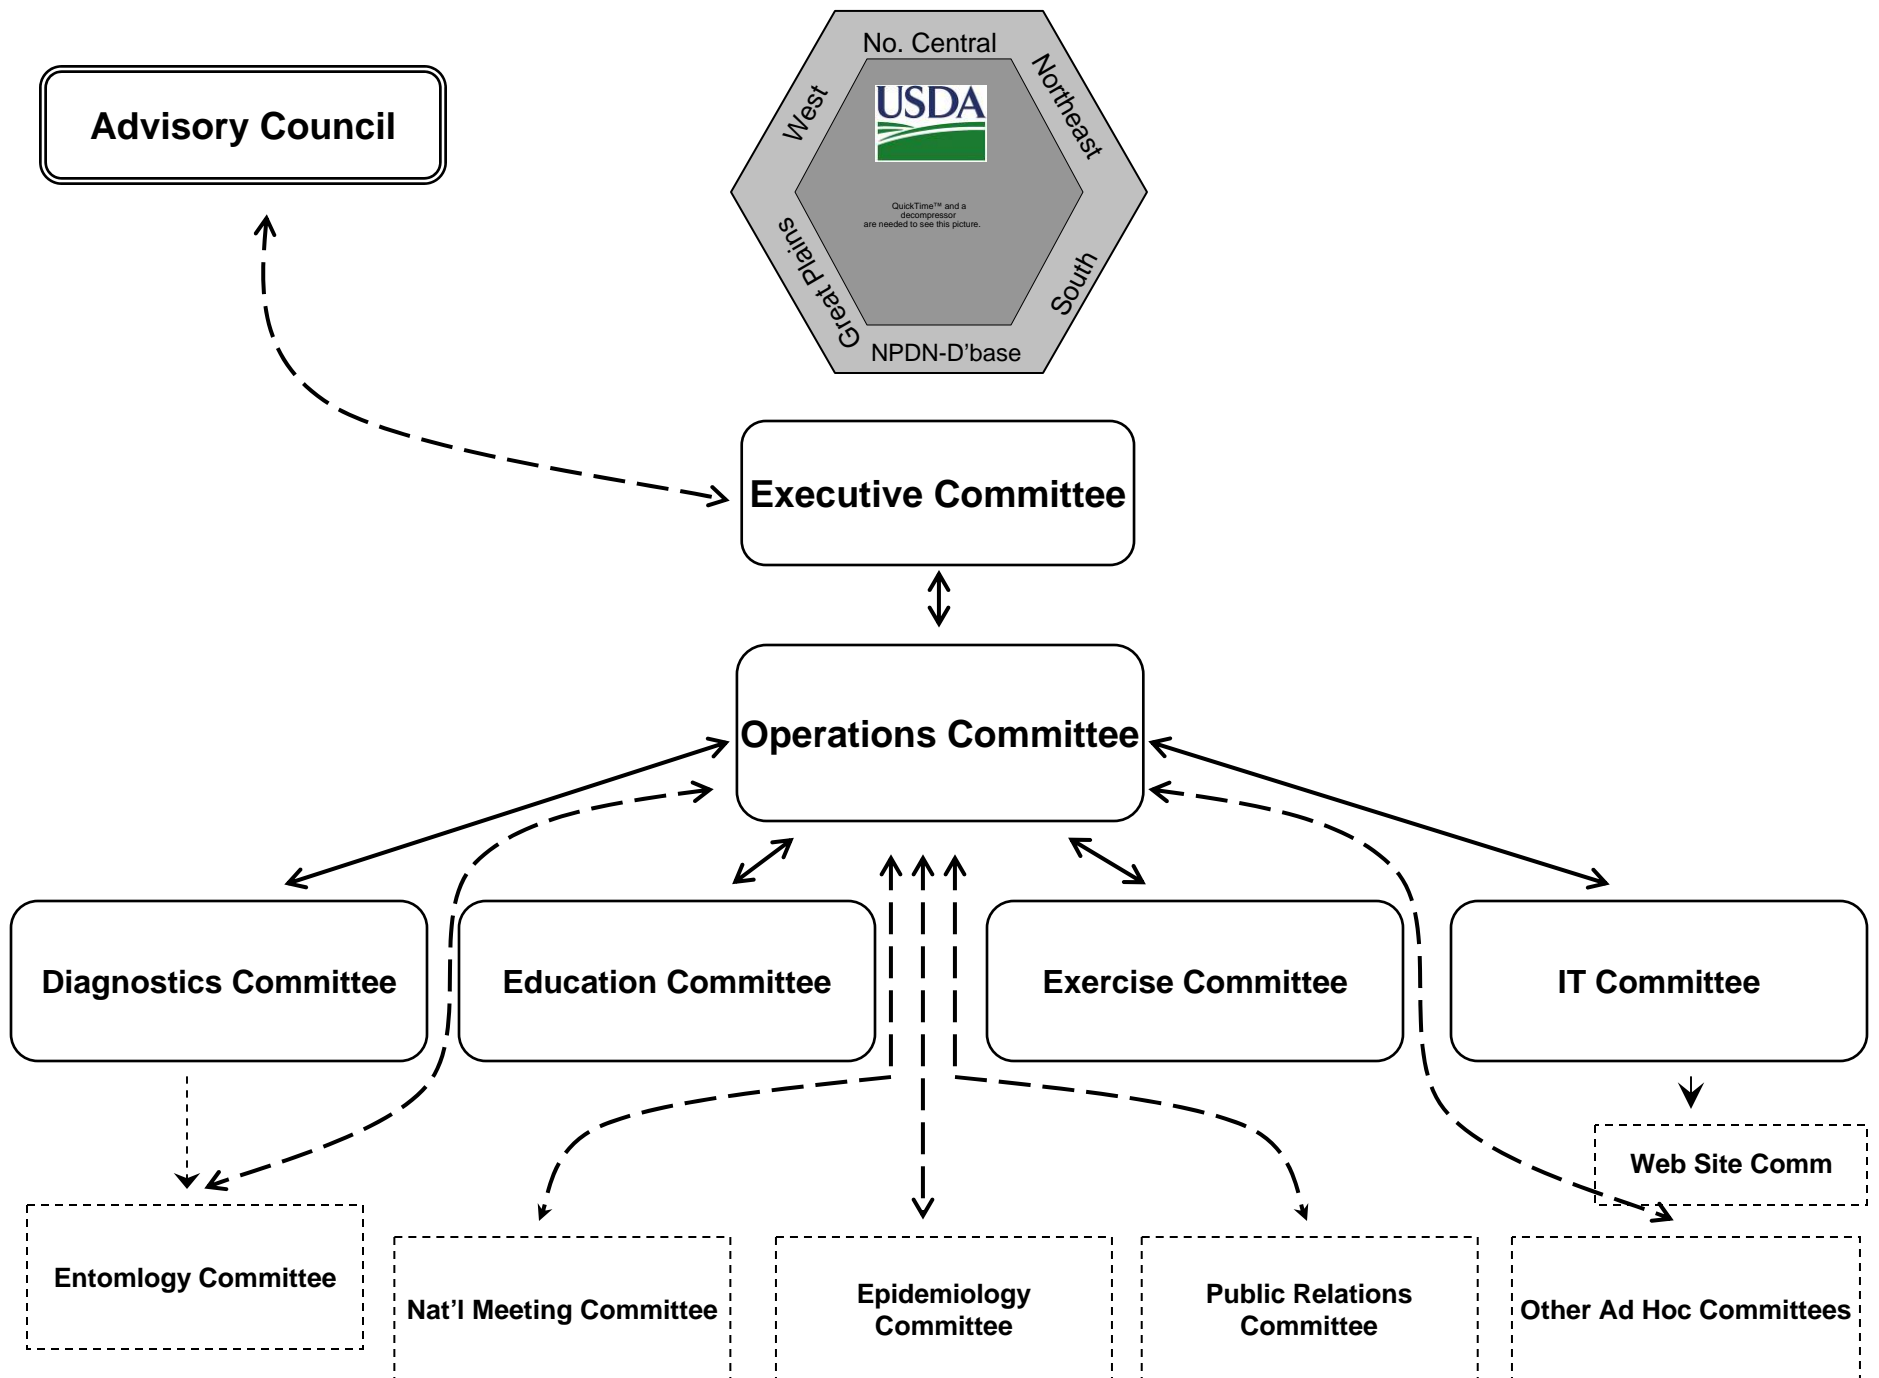 No. Central
Northeast
West
USDA
QuickTime™ and a
decompressor
are needed to see this picture.
Great Plains
South
NPDN-D’base
Advisory Council
Executive Committee
Operations Committee
Diagnostics Committee
Education Committee
Exercise Committee
IT Committee
Web Site Comm
Entomlogy Committee
Nat’l Meeting Committee
Epidemiology
Committee
Public Relations
Committee
Other Ad Hoc Committees